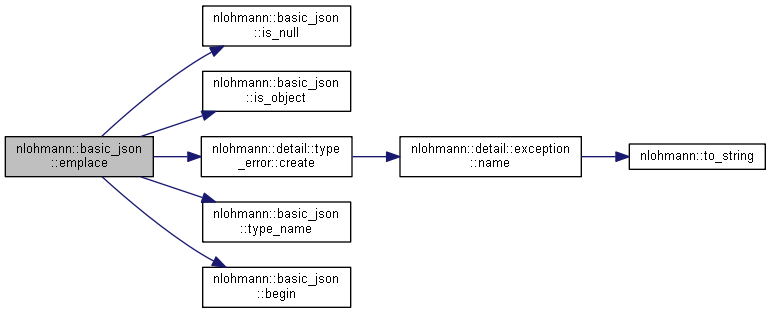 nlohmann::basic_json
::is_null
nlohmann::basic_json
::is_object
nlohmann::basic_json
::emplace
nlohmann::detail::type
_error::create
nlohmann::detail::exception
::name
nlohmann::to_string
nlohmann::basic_json
::type_name
nlohmann::basic_json
::begin